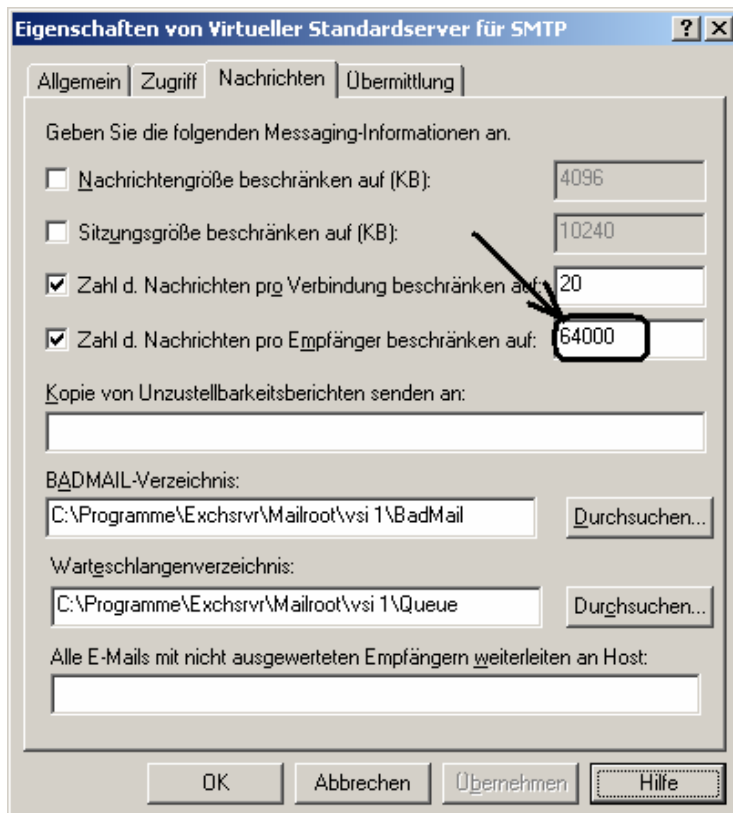 Eigenschaften von Virtueller Standardserver für SMTP
Allgemein Zugriff Nachrichten Übermittlung
Geben Sie die folgenden Messaging-Informationen an.
Nachrichtengröße beschränken auf (KB): 4096
Sitzungsgröße beschränken auf (KB): 10240
Zahl d. Nachrichten pro Verbindung beschränken auf: 20
Zahl d. Nachrichten pro Empfänger beschränken auf: 64000
Kopie von Unzustellbarkeitsberichten senden an:
BADMAIL-Verzeichnis:
C:\Programme\Exchsrvr\Mailroot\vsi 1\BadMail Durchsuchen...
Warteschlangenverzeichnis:
C:\Programme\Exchsrvr\Mailroot\vsi 1\Queue Durchsuchen...
Alle E-Mails mit nicht ausgewerteten Empfängern weiterleiten an Host:
OK Abbrechen Übernehmen Hilfe